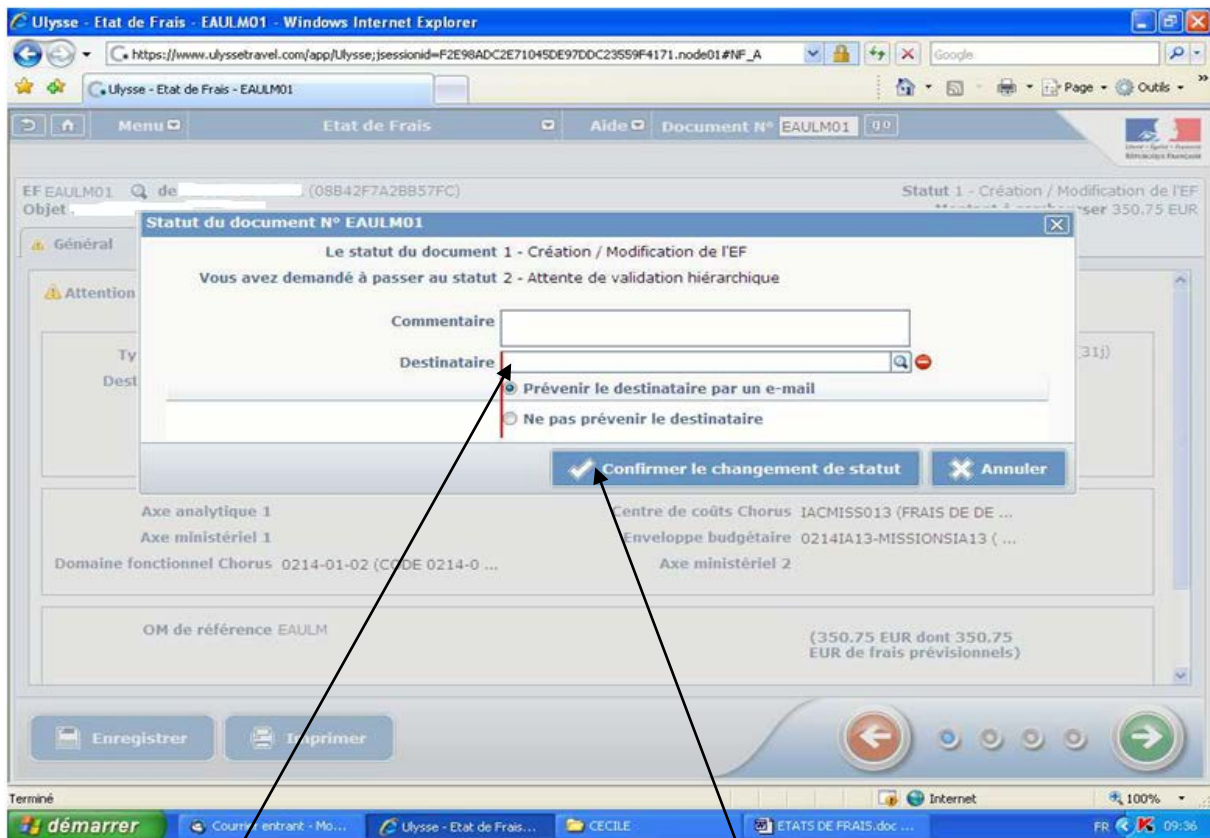 Ulysse - Etat de Frais - EAULM01 - Windows Internet Explorer
https://www.ulyssetravel.com/app/Ulysse;jsessionid=F2E98ADC2E71045DE97DDC23559F4171.node01#NF_A
Google
Ulysse - Etat de Frais - EAULM01
Page
Outils
Menu
Etat de Frais
Aide
Document N° EAULM01
go
EF EAULM01 de (08B42F7A2BB57FC)
Statut 1 - Création / Modification de l'EF
Objet
ser 350.75 EUR
Général
Statut du document N° EAULM01
Le statut du document 1 - Création / Modification de l'EF
Vous avez demandé à passer au statut 2 - Attente de validation hiérarchique
Attention
Commentaire
Ty
Destinataire
31j)
Dest
Prévenir le destinataire par un e-mail
Ne pas prévenir le destinataire
Confirmer le changement de statut
Annuler
Axe analytique 1
Centre de coûts Chorus IACMISS013 (FRAIS DE DE ...
Axe ministériel 1
Enveloppe budgétaire 0214IA13-MISSIONSIA13 ( ...
Domaine fonctionnel Chorus 0214-01-02 (CODE 0214-0 ...
Axe ministériel 2
OM de référence EAULM
(350.75 EUR dont 350.75
EUR de frais prévisionnels)
Enregistrer
Imprimer
Terminé
Internet
100%
démarrer
Courrier entrant - Mo...
Ulysse - Etat de Frais...
CECILE
ETATS DE FRAIS.doc ...
FR
09:36